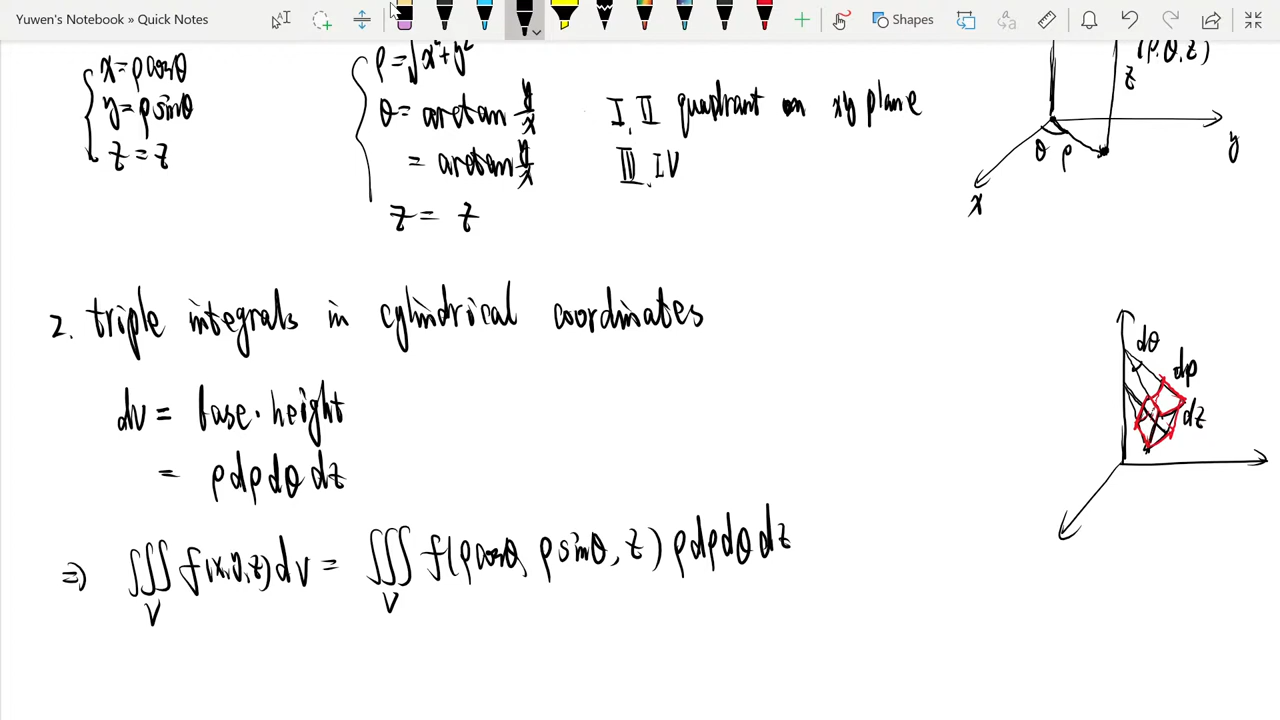 Yuwen's Notebook » Quick Notes
Shapes
x=ρcosθ
y=ρsinθ
z=z
ρ=√x²+y²
θ= arctan y/x I, II quadrant on xy plane
= arctan y/x III, IV
z= z
(ρ,θ,z)
z
θ ρ
y
x
2. triple integrals in cylindrical coordinates
dv = base·height
= ρdρdθdz
⇒ ∭_V f(x,y,z)dv = ∭_V f(ρcosθ, ρsinθ, z) ρdρdθdz
dθ
dρ
dz